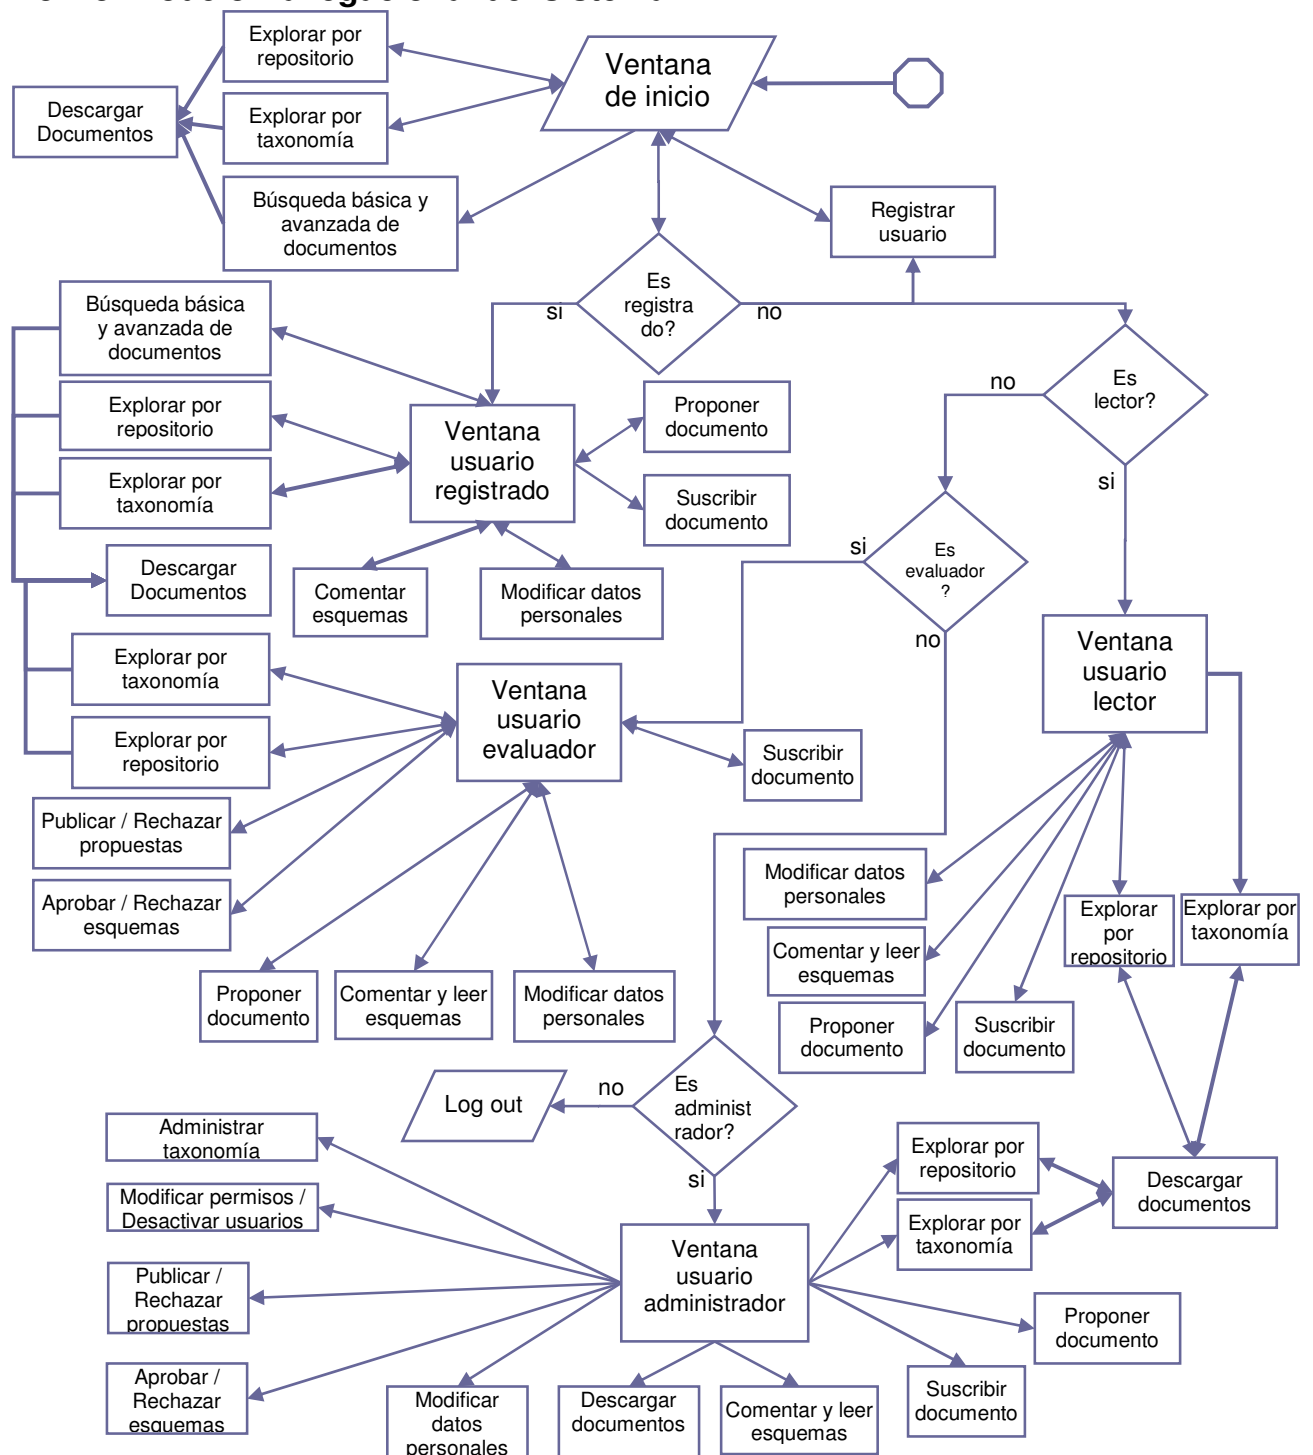 Explorar por
repositorio
Ventana
de inicio
Descargar
Documentos
Explorar por
taxonomía
Búsqueda básica y
avanzada de
documentos
Registrar
usuario
Es
registra
do?
si
no
Búsqueda básica
y avanzada de
documentos
Es
lector?
no
si
Explorar por
repositorio
Ventana
usuario
registrado
Proponer
documento
Explorar por
taxonomía
Suscribir
documento
Es
evaluador
?
si
no
Descargar
Documentos
Comentar
esquemas
Modificar datos
personales
Ventana
usuario
lector
Explorar por
taxonomía
Ventana
usuario
evaluador
Explorar por
repositorio
Suscribir
documento
Publicar / Rechazar
propuestas
Aprobar / Rechazar
esquemas
Modificar datos
personales
Explorar
por
repositorio
Explorar por
taxonomía
Comentar y leer
esquemas
Proponer
documento
Comentar y leer
esquemas
Modificar datos
personales
Proponer
documento
Suscribir
documento
Log out
no
Es
administ
rador?
si
Administrar
taxonomía
Explorar por
repositorio
Descargar
documentos
Modificar permisos /
Desactivar usuarios
Explorar por
taxonomía
Ventana
usuario
administrador
Publicar /
Rechazar
propuestas
Proponer
documento
Aprobar /
Rechazar
esquemas
Modificar
datos
personales
Descargar
documentos
Comentar y leer
esquemas
Suscribir
documento